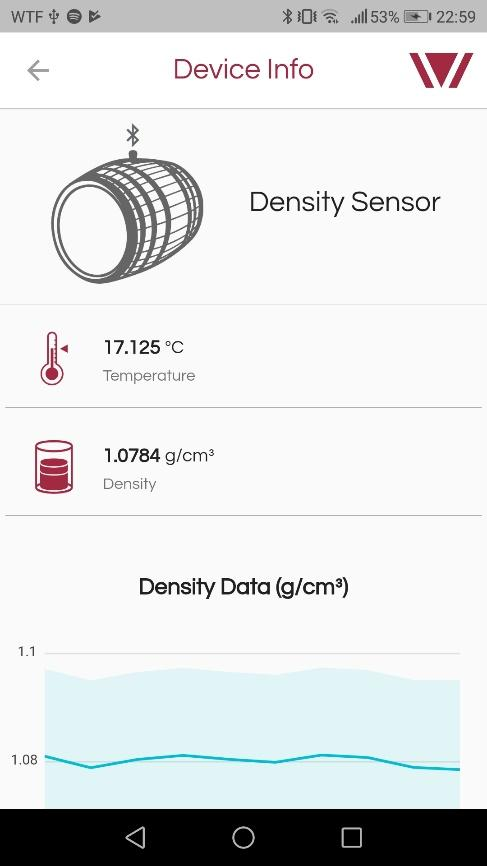 WTF 53% 22:59
Device Info
Density Sensor
17.125 °C
Temperature
1.0784 g/cm³
Density
Density Data (g/cm³)
1.1
1.08